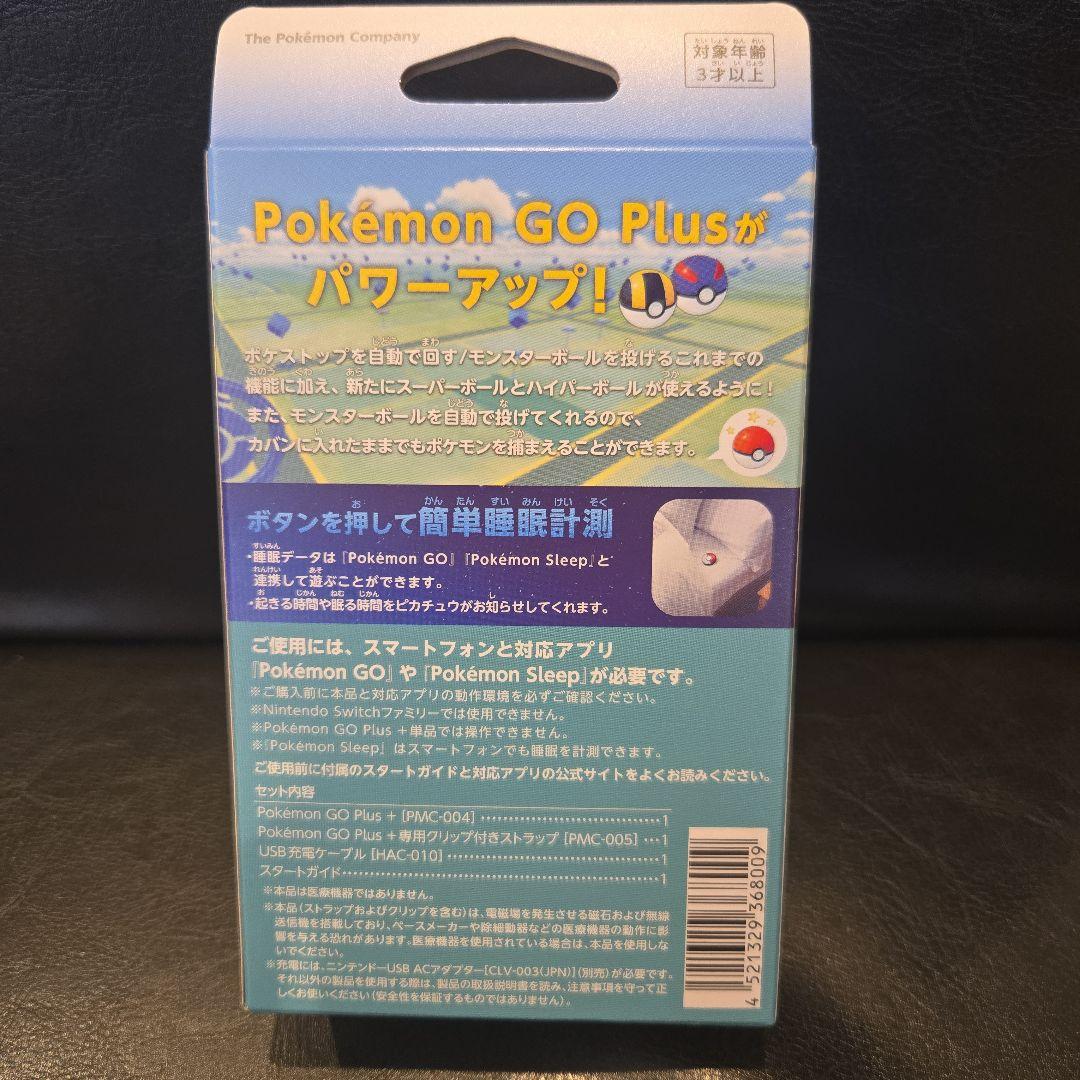 The Pokémon Company
対象年齢
3才以上
Pokémon GO Plusが
パワーアップ!
ポケストップを自動で回す/モンスターボールを投げるこれまでの
機能に加え、新たにスーパーボールとハイパーボールが使えるように!
また、モンスターボールを自動で投げてくれるので、
カバンに入れたままでもポケモンを捕まえることができます。
ボタンを押して簡単睡眠計測
・睡眠データは『Pokémon GO』『Pokémon Sleep』と
連携して遊ぶことができます。
・起きる時間や眠る時間をピカチュウがお知らせしてくれます。
ご使用には、スマートフォンと対応アプリ
『Pokémon GO』や『Pokémon Sleep』が必要です。
※ご購入前に本品と対応アプリの動作環境を必ずご確認ください。
※Nintendo Switchファミリーでは使用できません。
※Pokémon GO Plus +単品では操作できません。
※『Pokémon Sleep』はスマートフォンでも睡眠を計測できます。
ご使用前に付属のスタートガイドと対応アプリの公式サイトをよくお読みください。
セット内容
Pokémon GO Plus + [PMC-004] ……………………………1
Pokémon GO Plus +専用クリップ付きストラップ [PMC-005] …1
USB充電ケーブル [HAC-010] ……………………………1
スタートガイド……………………………………………1
※本品は医療機器ではありません。
※本品(ストラップおよびクリップを含む)は、電磁場を発生させる磁石および無線
送信機を搭載しており、ペースメーカーや除細動器などの医療機器の動作に影
響を与える恐れがあります。医療機器を使用されている場合は、本品を使用しな
いでください。
※充電には、ニンテンドーUSB ACアダプター[CLV-003(JPN)](別売)が必要です。
それ以外の製品を使用する際は、製品の取扱説明書を読み、注意事項を守って正
しくお使いください(安全性を保証するものではありません)。
4 521329 368009